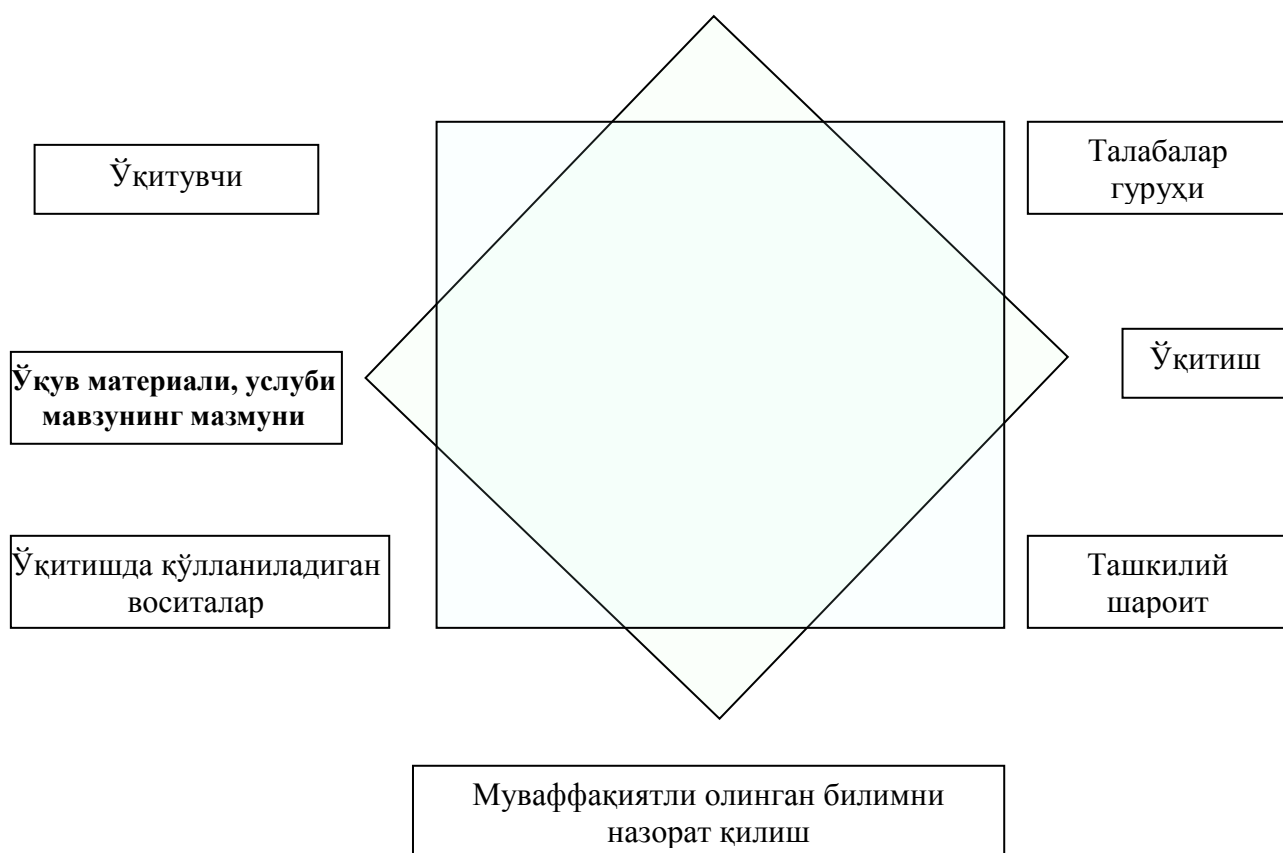 Ўқитувчи
Талабалар
гуруҳи
Ўқув материали, услуби
мавзунинг мазмуни
Ўқитиш
Ўқитишда қўлланиладиган
воситалар
Ташкилий
шароит
Муваффақиятли олинган билимни
назорат қилиш